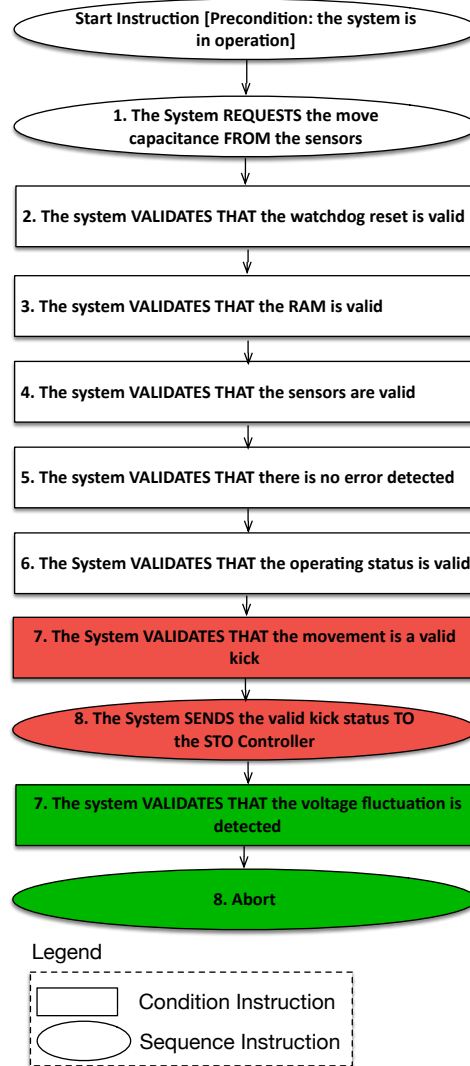 Start Instruction [Precondition: the system is
in operation]
1. The System REQUESTS the move
capacitance FROM the sensors
2. The system VALIDATES THAT the watchdog reset is valid
3. The system VALIDATES THAT the RAM is valid
4. The system VALIDATES THAT the sensors are valid
5. The system VALIDATES THAT there is no error detected
6. The System VALIDATES THAT the operating status is valid
7. The System VALIDATES THAT the movement is a valid
kick
8. The System SENDS the valid kick status TO
the STO Controller
7. The system VALIDATES THAT the voltage fluctuation is
detected
8. Abort
Legend
Condition Instruction
Sequence Instruction